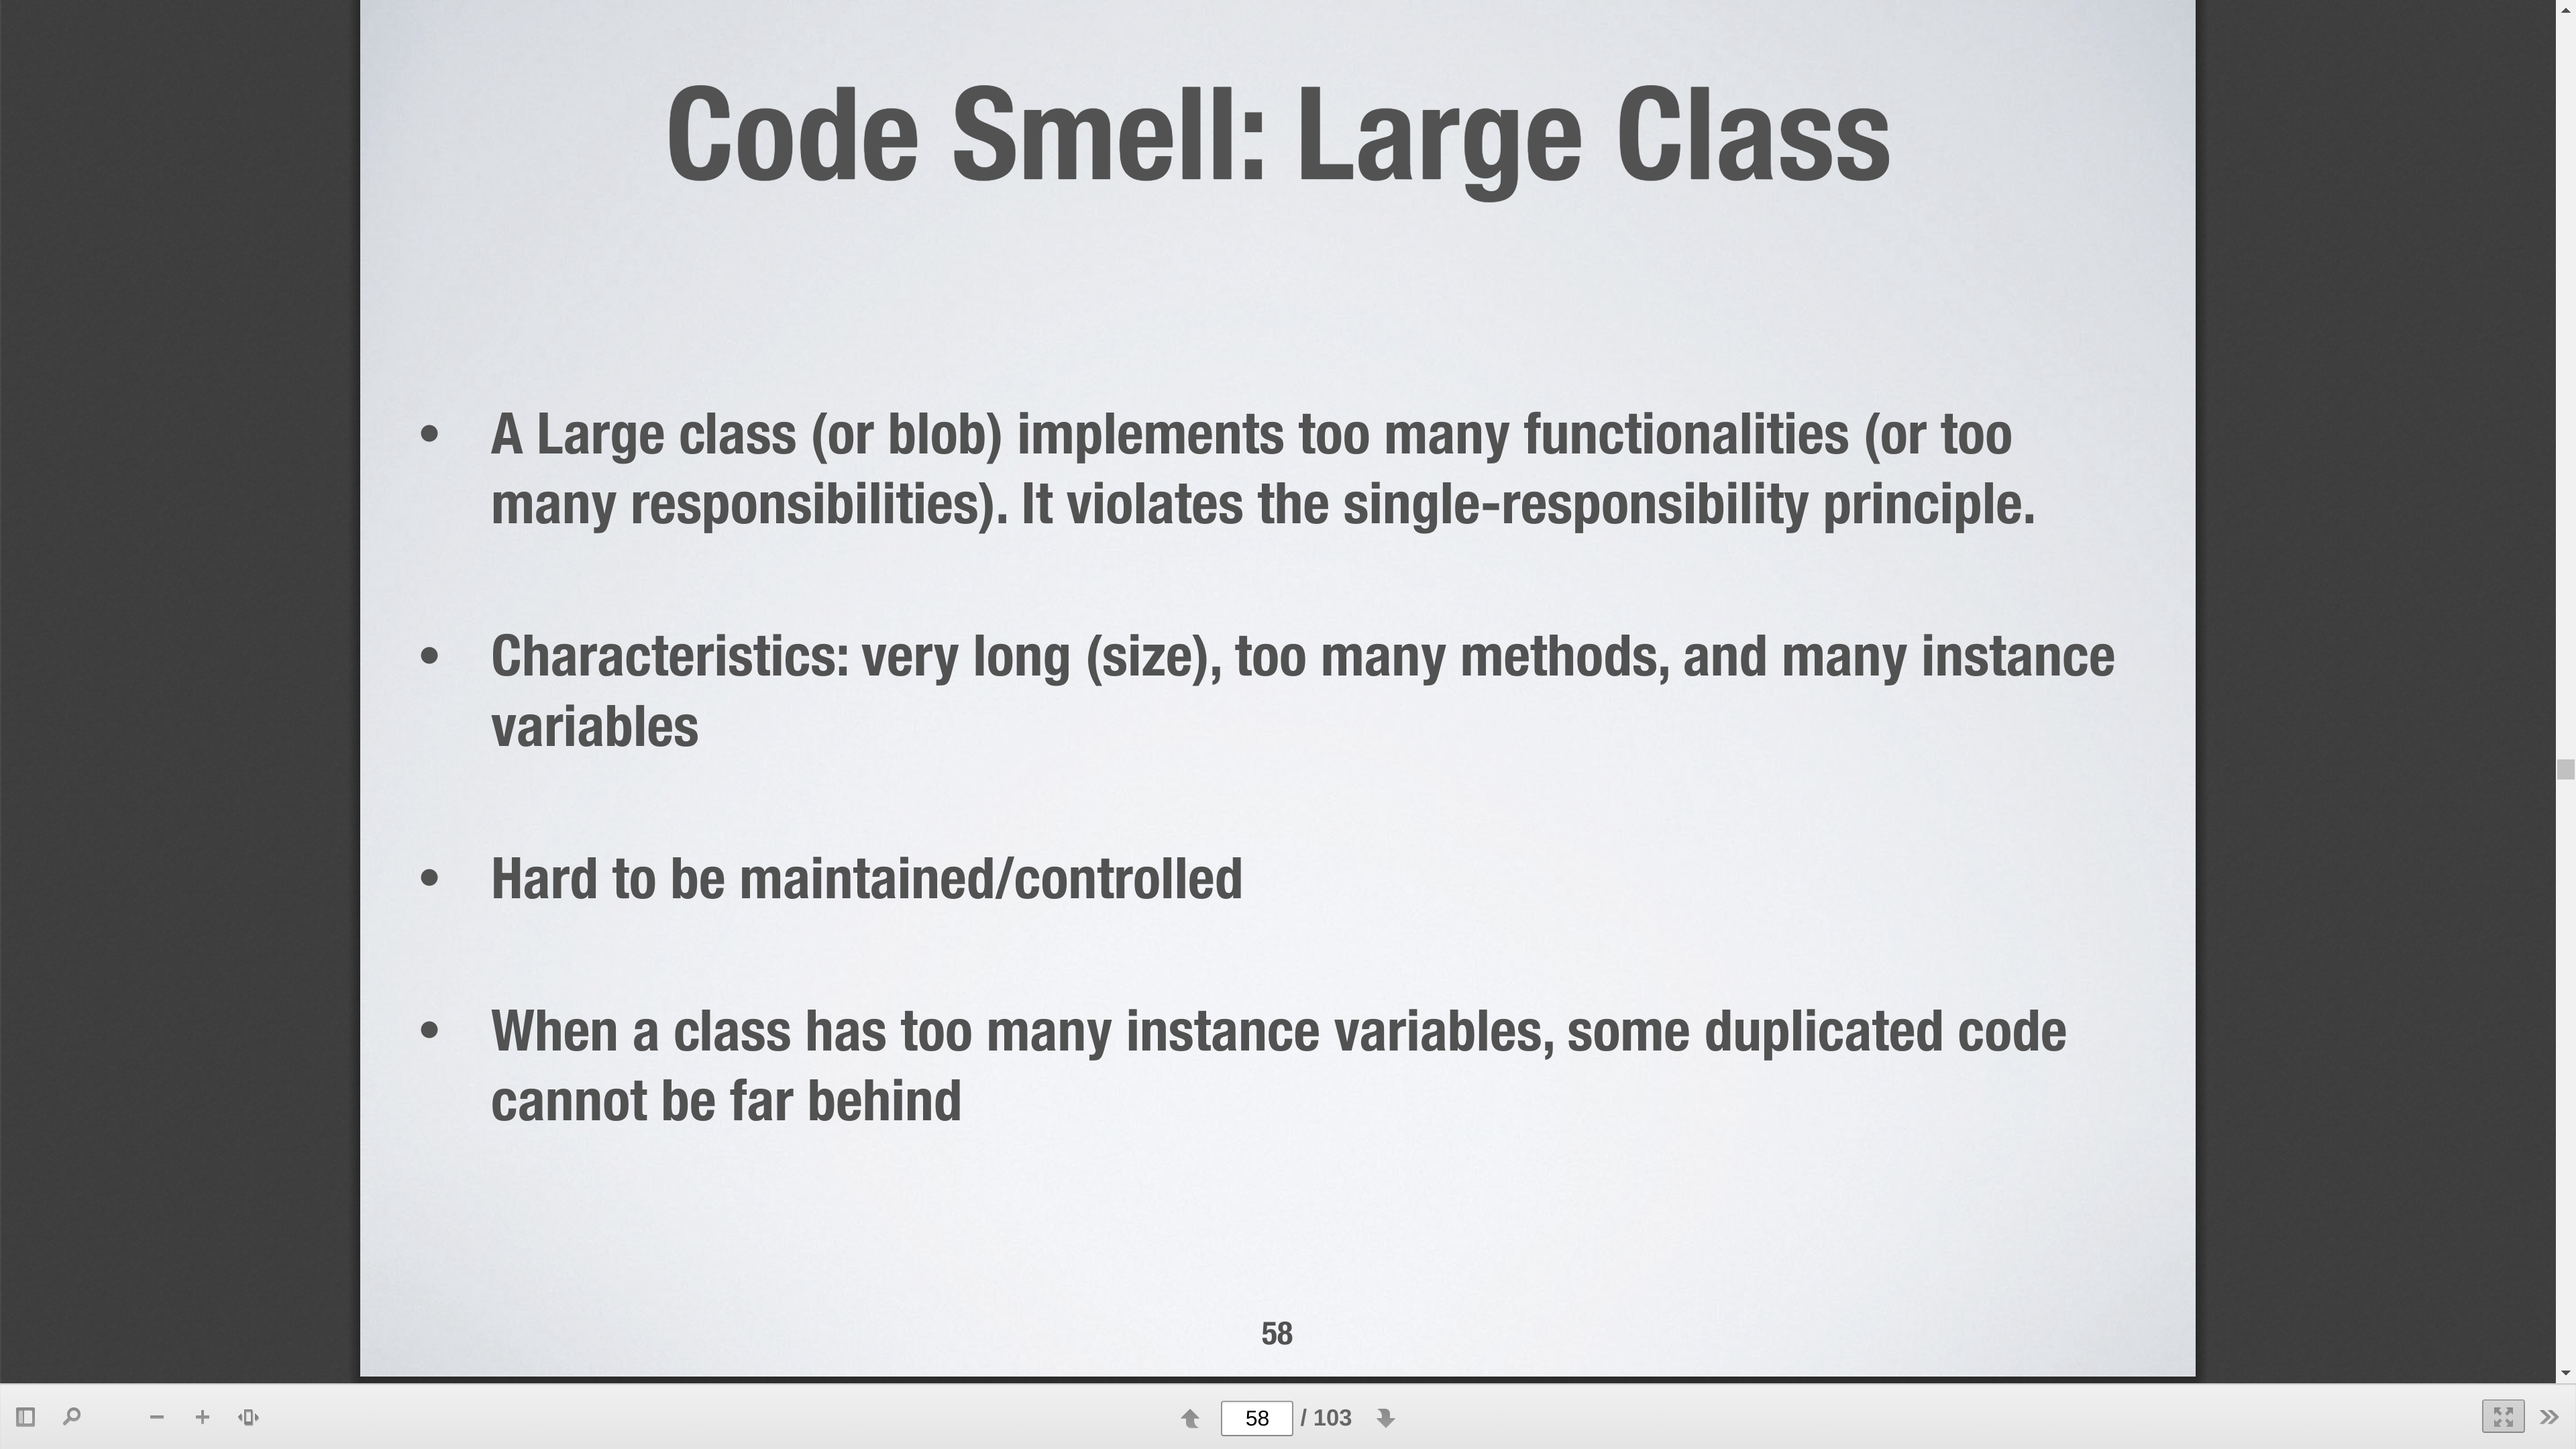 Code Smell: Large Class
• A Large class (or blob) implements too many functionalities (or too
many responsibilities). It violates the single-responsibility principle.
• Characteristics: very long (size), too many methods, and many instance
variables
• Hard to be maintained/controlled
• When a class has too many instance variables, some duplicated code
cannot be far behind
58
58 / 103